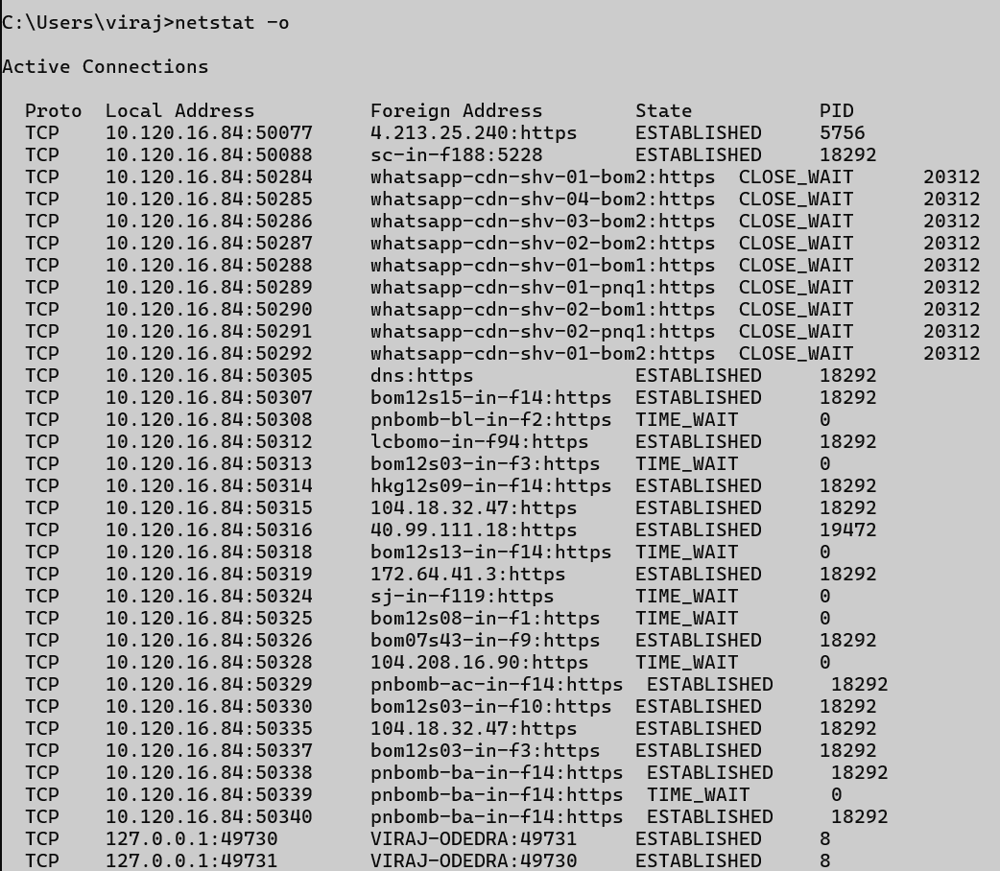 C:\Users\viraj>netstat -o
Active Connections
Proto  Local Address          Foreign Address        State           PID
TCP    10.120.16.84:50077     4.213.25.240:https     ESTABLISHED     5756
TCP    10.120.16.84:50088     sc-in-f188:5228        ESTABLISHED     18292
TCP    10.120.16.84:50284     whatsapp-cdn-shv-01-bom2:https  CLOSE_WAIT      20312
TCP    10.120.16.84:50285     whatsapp-cdn-shv-04-bom2:https  CLOSE_WAIT      20312
TCP    10.120.16.84:50286     whatsapp-cdn-shv-03-bom2:https  CLOSE_WAIT      20312
TCP    10.120.16.84:50287     whatsapp-cdn-shv-02-bom2:https  CLOSE_WAIT      20312
TCP    10.120.16.84:50288     whatsapp-cdn-shv-01-bom1:https  CLOSE_WAIT      20312
TCP    10.120.16.84:50289     whatsapp-cdn-shv-01-pnq1:https  CLOSE_WAIT      20312
TCP    10.120.16.84:50290     whatsapp-cdn-shv-02-bom1:https  CLOSE_WAIT      20312
TCP    10.120.16.84:50291     whatsapp-cdn-shv-02-pnq1:https  CLOSE_WAIT      20312
TCP    10.120.16.84:50292     whatsapp-cdn-shv-01-bom2:https  CLOSE_WAIT      20312
TCP    10.120.16.84:50305     dns:https              ESTABLISHED     18292
TCP    10.120.16.84:50307     bom12s15-in-f14:https  ESTABLISHED     18292
TCP    10.120.16.84:50308     pnbomb-bl-in-f2:https  TIME_WAIT       0
TCP    10.120.16.84:50312     lcbomo-in-f94:https    ESTABLISHED     18292
TCP    10.120.16.84:50313     bom12s03-in-f3:https   TIME_WAIT       0
TCP    10.120.16.84:50314     hkg12s09-in-f14:https  ESTABLISHED     18292
TCP    10.120.16.84:50315     104.18.32.47:https     ESTABLISHED     18292
TCP    10.120.16.84:50316     40.99.111.18:https     ESTABLISHED     19472
TCP    10.120.16.84:50318     bom12s13-in-f14:https  TIME_WAIT       0
TCP    10.120.16.84:50319     172.64.41.3:https      ESTABLISHED     18292
TCP    10.120.16.84:50324     sj-in-f119:https       TIME_WAIT       0
TCP    10.120.16.84:50325     bom12s08-in-f1:https   TIME_WAIT       0
TCP    10.120.16.84:50326     bom07s43-in-f9:https   ESTABLISHED     18292
TCP    10.120.16.84:50328     104.208.16.90:https    TIME_WAIT       0
TCP    10.120.16.84:50329     pnbomb-ac-in-f14:https  ESTABLISHED     18292
TCP    10.120.16.84:50330     bom12s03-in-f10:https  ESTABLISHED     18292
TCP    10.120.16.84:50335     104.18.32.47:https     ESTABLISHED     18292
TCP    10.120.16.84:50337     bom12s03-in-f3:https   ESTABLISHED     18292
TCP    10.120.16.84:50338     pnbomb-ba-in-f14:https  ESTABLISHED     18292
TCP    10.120.16.84:50339     pnbomb-ba-in-f14:https  TIME_WAIT       0
TCP    10.120.16.84:50340     pnbomb-ba-in-f14:https  ESTABLISHED     18292
TCP    127.0.0.1:49730        VIRAJ-ODEDRA:49731     ESTABLISHED     8
TCP    127.0.0.1:49731        VIRAJ-ODEDRA:49730     ESTABLISHED     8